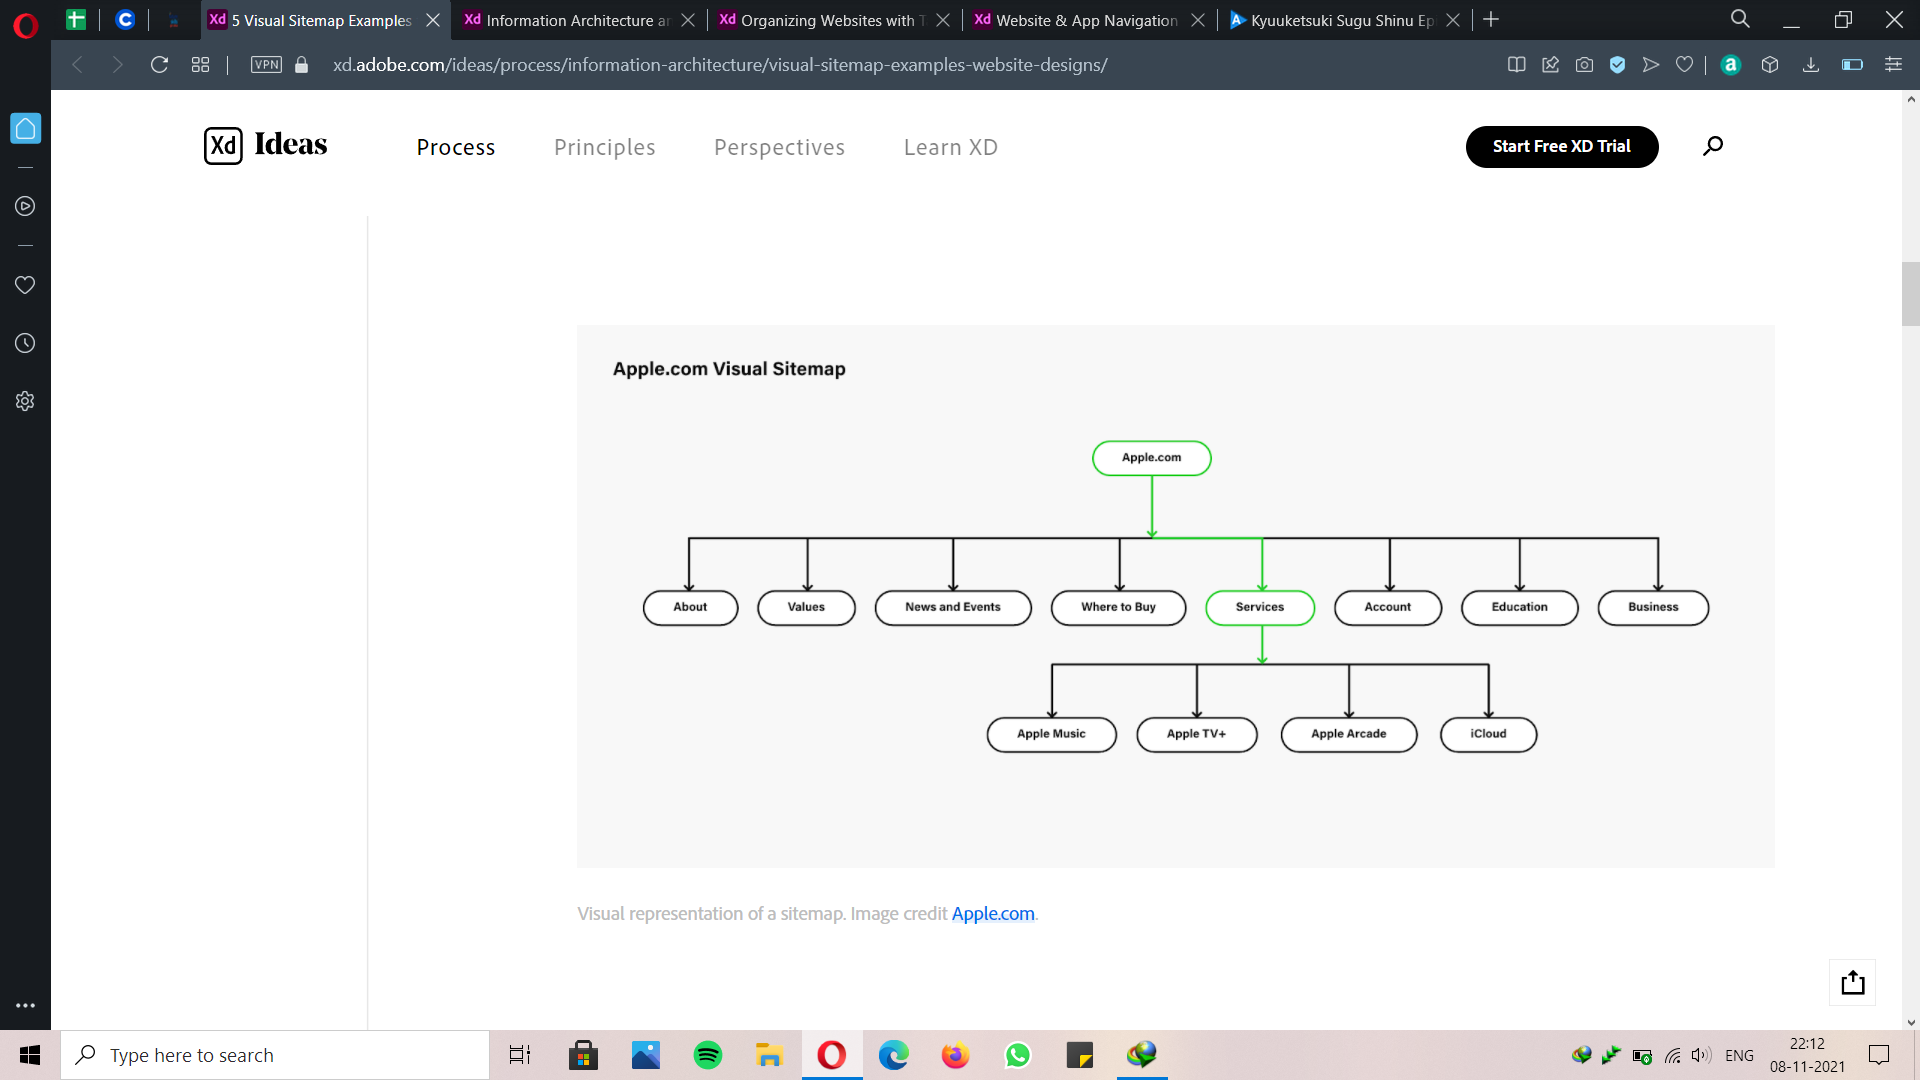 Xd 5 Visual Sitemap Examples
Xd Information Architecture ar
Xd Organizing Websites with T
Xd Website & App Navigation
Kyuuketsuki Sugu Shinu Ep
VPN
xd.adobe.com/ideas/process/information-architecture/visual-sitemap-examples-website-designs/
a
Xd Ideas
Process
Principles
Perspectives
Learn XD
Start Free XD Trial
Apple.com Visual Sitemap
Apple.com
About
Values
News and Events
Where to Buy
Services
Account
Education
Business
Apple Music
Apple TV+
Apple Arcade
iCloud
Visual representation of a sitemap. Image credit Apple.com.
Type here to search
ENG
22:12
08-11-2021